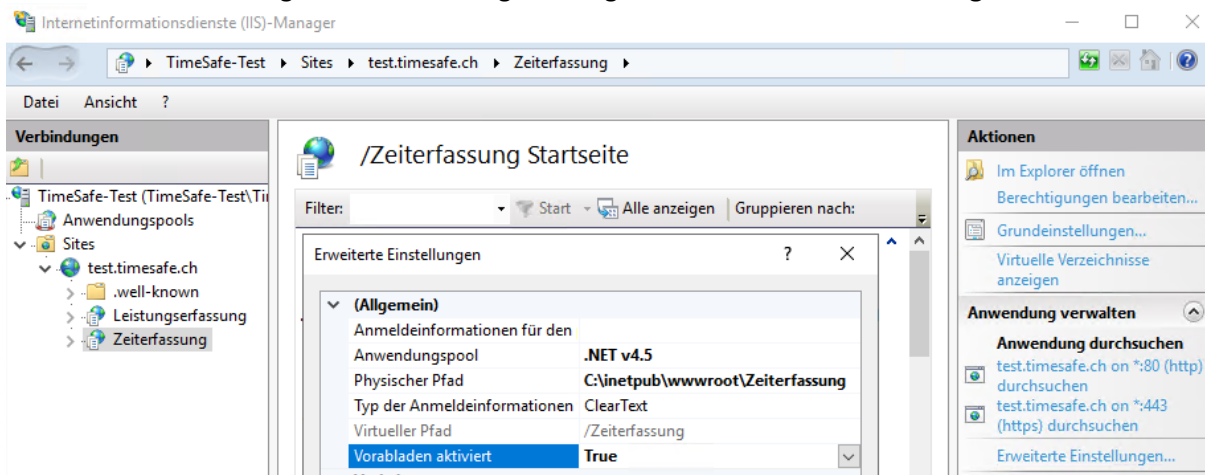 Internetinformationsdienste (IIS)-Manager
TimeSafe-Test Sites test.timesafe.ch Zeiterfassung
Datei Ansicht ?
Verbindungen
TimeSafe-Test (TimeSafe-Test\Ti
Anwendungspools
Sites
test.timesafe.ch
.well-known
Leistungserfassung
Zeiterfassung
/Zeiterfassung Startseite
Filter: Start Alle anzeigen Gruppieren nach:
Erweiterte Einstellungen ?
(Allgemein)
Anmeldeinformationen für den
Anwendungspool .NET v4.5
Physischer Pfad C:\inetpub\wwwroot\Zeiterfassung
Typ der Anmeldeinformationen ClearText
Virtueller Pfad /Zeiterfassung
Vorabladen aktiviert True
Aktionen
Im Explorer öffnen
Berechtigungen bearbeiten...
Grundeinstellungen...
Virtuelle Verzeichnisse
anzeigen
Anwendung verwalten
Anwendung durchsuchen
test.timesafe.ch on *:80 (http)
durchsuchen
test.timesafe.ch on *:443
(https) durchsuchen
Erweiterte Einstellungen...